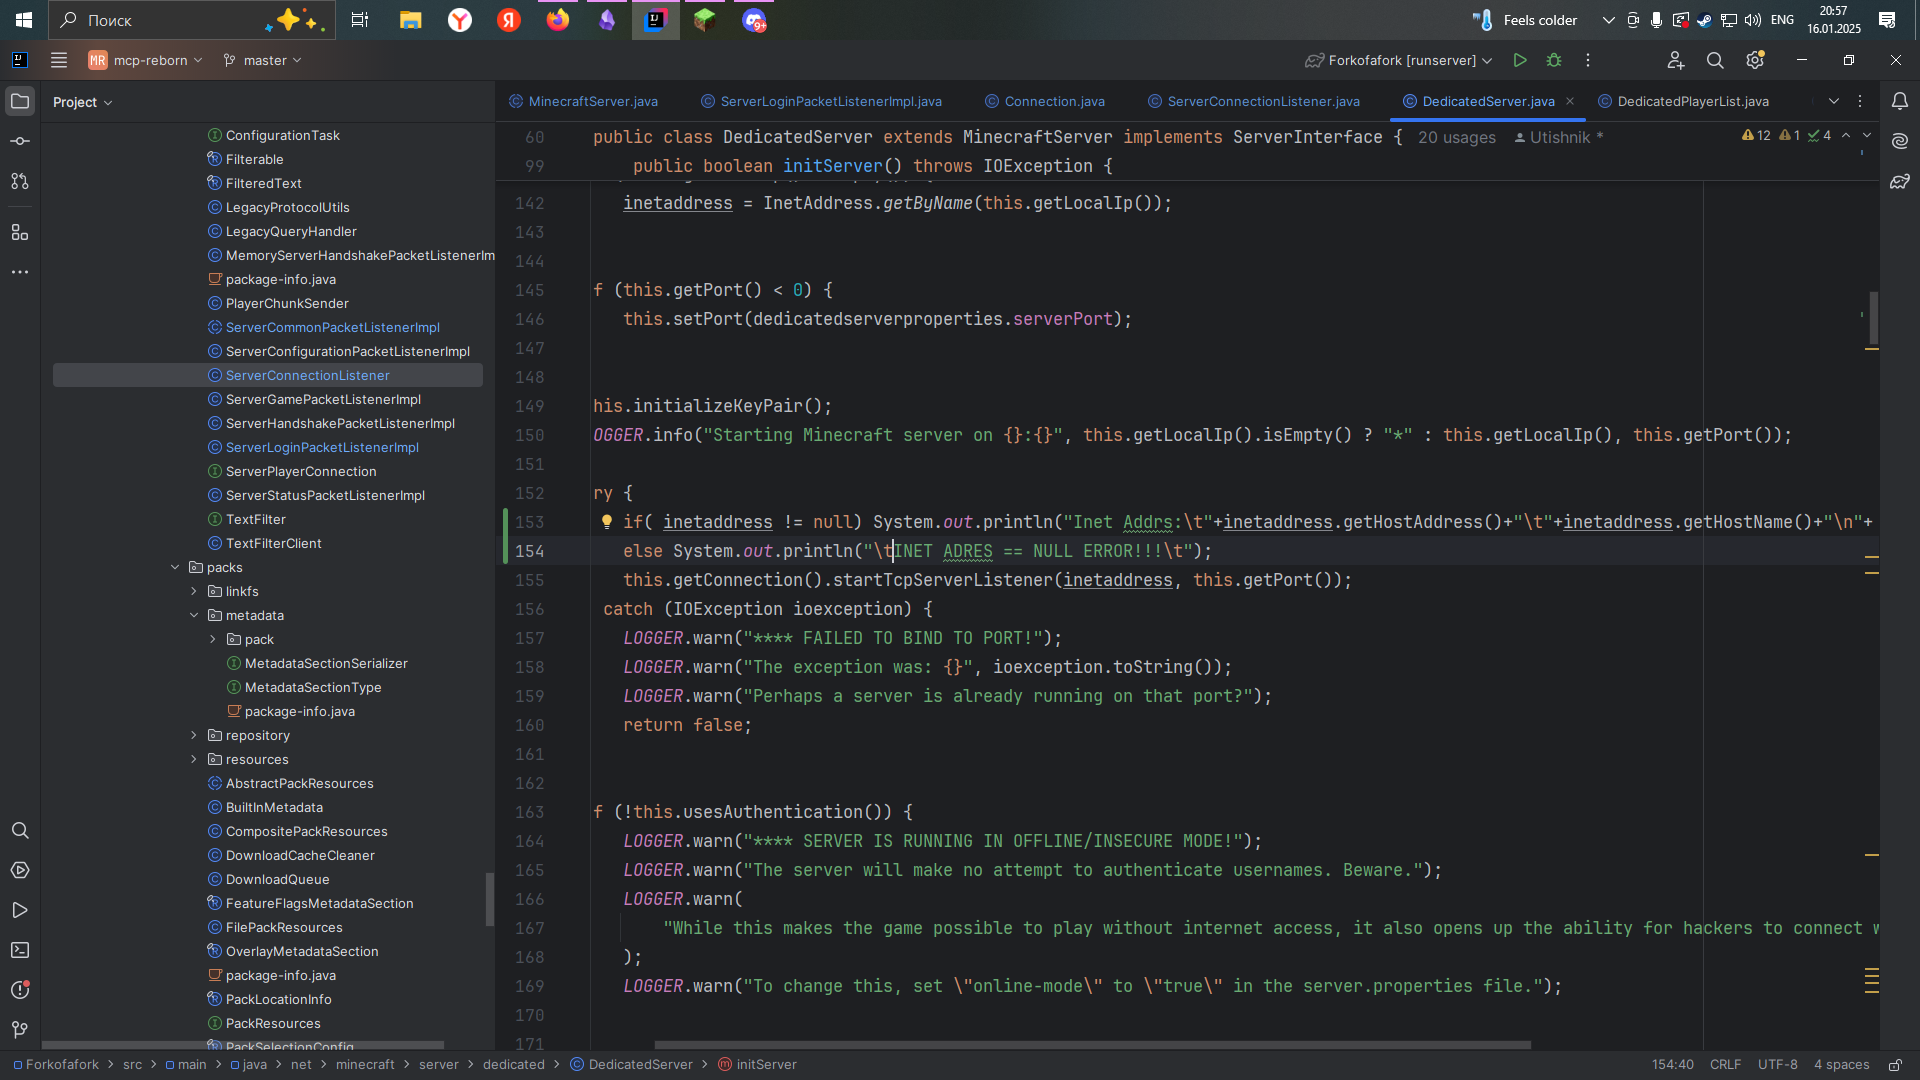 Поиск
Feels colder
ENG
20:57
16.01.2025
9+
MR mcp-reborn
master
Forkofafork [runserver]
Project
MinecraftServer.java
ServerLoginPacketListenerImpl.java
Connection.java
ServerConnectionListener.java
DedicatedServer.java
DedicatedPlayerList.java
ConfigurationTask
Filterable
FilteredText
LegacyProtocolUtils
LegacyQueryHandler
MemoryServerHandshakePacketListenerIm
package-info.java
PlayerChunkSender
ServerCommonPacketListenerImpl
ServerConfigurationPacketListenerImpl
ServerConnectionListener
ServerGamePacketListenerImpl
ServerHandshakePacketListenerImpl
ServerLoginPacketListenerImpl
ServerPlayerConnection
ServerStatusPacketListenerImpl
TextFilter
TextFilterClient
packs
linkfs
metadata
pack
MetadataSectionSerializer
MetadataSectionType
package-info.java
repository
resources
AbstractPackResources
BuiltInMetadata
CompositePackResources
DownloadCacheCleaner
DownloadQueue
FeatureFlagsMetadataSection
FilePackResources
OverlayMetadataSection
package-info.java
PackLocationInfo
PackResources
PackSelectionConfig
60 public class DedicatedServer extends MinecraftServer implements ServerInterface { 20 usages Utishnik *
12 1 4
99 public boolean initServer() throws IOException {
142 inetaddress = InetAddress.getByName(this.getLocalIp());
143
144
145 f (this.getPort() < 0) {
146 this.setPort(dedicatedserverproperties.serverPort);
147
148
149 his.initializeKeyPair();
150 OGGER.info("Starting Minecraft server on {}:{}", this.getLocalIp().isEmpty() ? "*" : this.getLocalIp(), this.getPort());
151
152 ry {
153 if( inetaddress != null) System.out.println("Inet Addrs:\t"+inetaddress.getHostAddress()+"\t"+inetaddress.getHostName()+"\n"+
154 else System.out.println("\tINET ADRES == NULL ERROR!!!\t");
155 this.getConnection().startTcpServerListener(inetaddress, this.getPort());
156 catch (IOException ioexception) {
157 LOGGER.warn("**** FAILED TO BIND TO PORT!");
158 LOGGER.warn("The exception was: {}", ioexception.toString());
159 LOGGER.warn("Perhaps a server is already running on that port?");
160 return false;
161
162
163 f (!this.usesAuthentication()) {
164 LOGGER.warn("**** SERVER IS RUNNING IN OFFLINE/INSECURE MODE!");
165 LOGGER.warn("The server will make no attempt to authenticate usernames. Beware.");
166 LOGGER.warn(
167 "While this makes the game possible to play without internet access, it also opens up the ability for hackers to connect w
168 );
169 LOGGER.warn("To change this, set \"online-mode\" to \"true\" in the server.properties file.");
170
171
Forkofafork > src > main > java > net > minecraft > server > dedicated > DedicatedServer > initServer
154:40 CRLF UTF-8 4 spaces